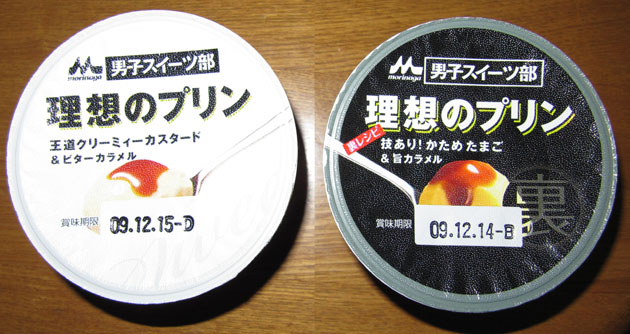 morinaga
男子スイーツ部
理想のプリン
王道クリーミィーカスタード
&ビターカラメル
賞味期限
09.12.15-D
morinaga
男子スイーツ部
理想のプリン
裏レシピ
技あり!かためたまご
&旨カラメル
裏
賞味期限
09.12.14-B